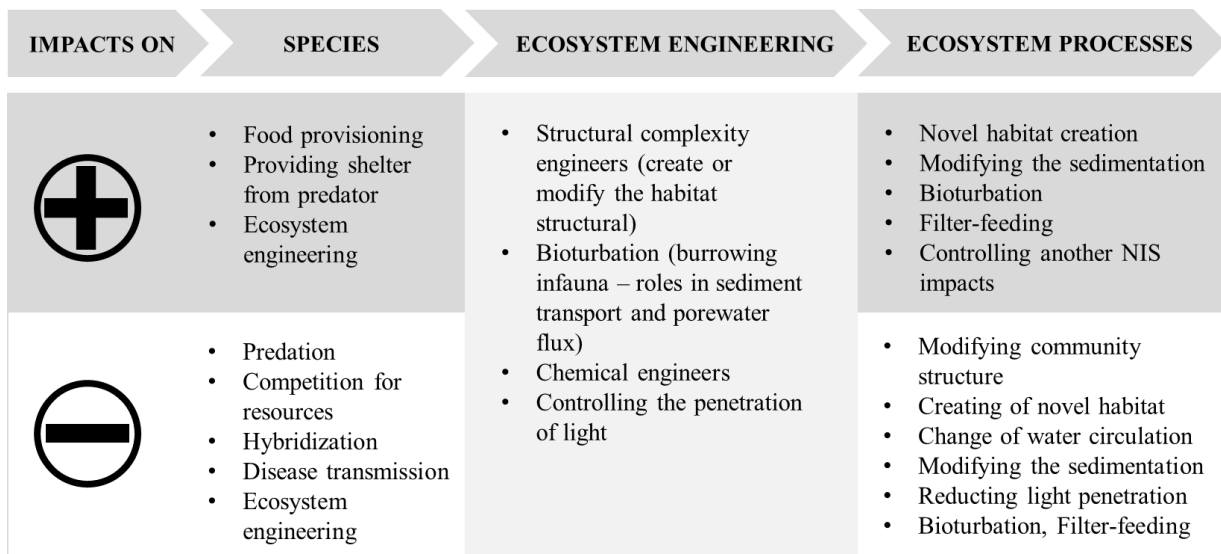 IMPACTS ON
SPECIES
ECOSYSTEM ENGINEERING
ECOSYSTEM PROCESSES
• Food provisioning
• Providing shelter
from predator
• Ecosystem
engineering
• Structural complexity
engineers (create or
modify the habitat
structural)
• Bioturbation (burrowing
infauna – roles in sediment
transport and porewater
flux)
• Chemical engineers
• Controlling the penetration
of light
• Novel habitat creation
• Modifying the sedimentation
• Bioturbation
• Filter-feeding
• Controlling another NIS
impacts
• Predation
• Competition for
resources
• Hybridization
• Disease transmission
• Ecosystem
engineering
• Modifying community
structure
• Creating of novel habitat
• Change of water circulation
• Modifying the sedimentation
• Reducting light penetration
• Bioturbation, Filter-feeding